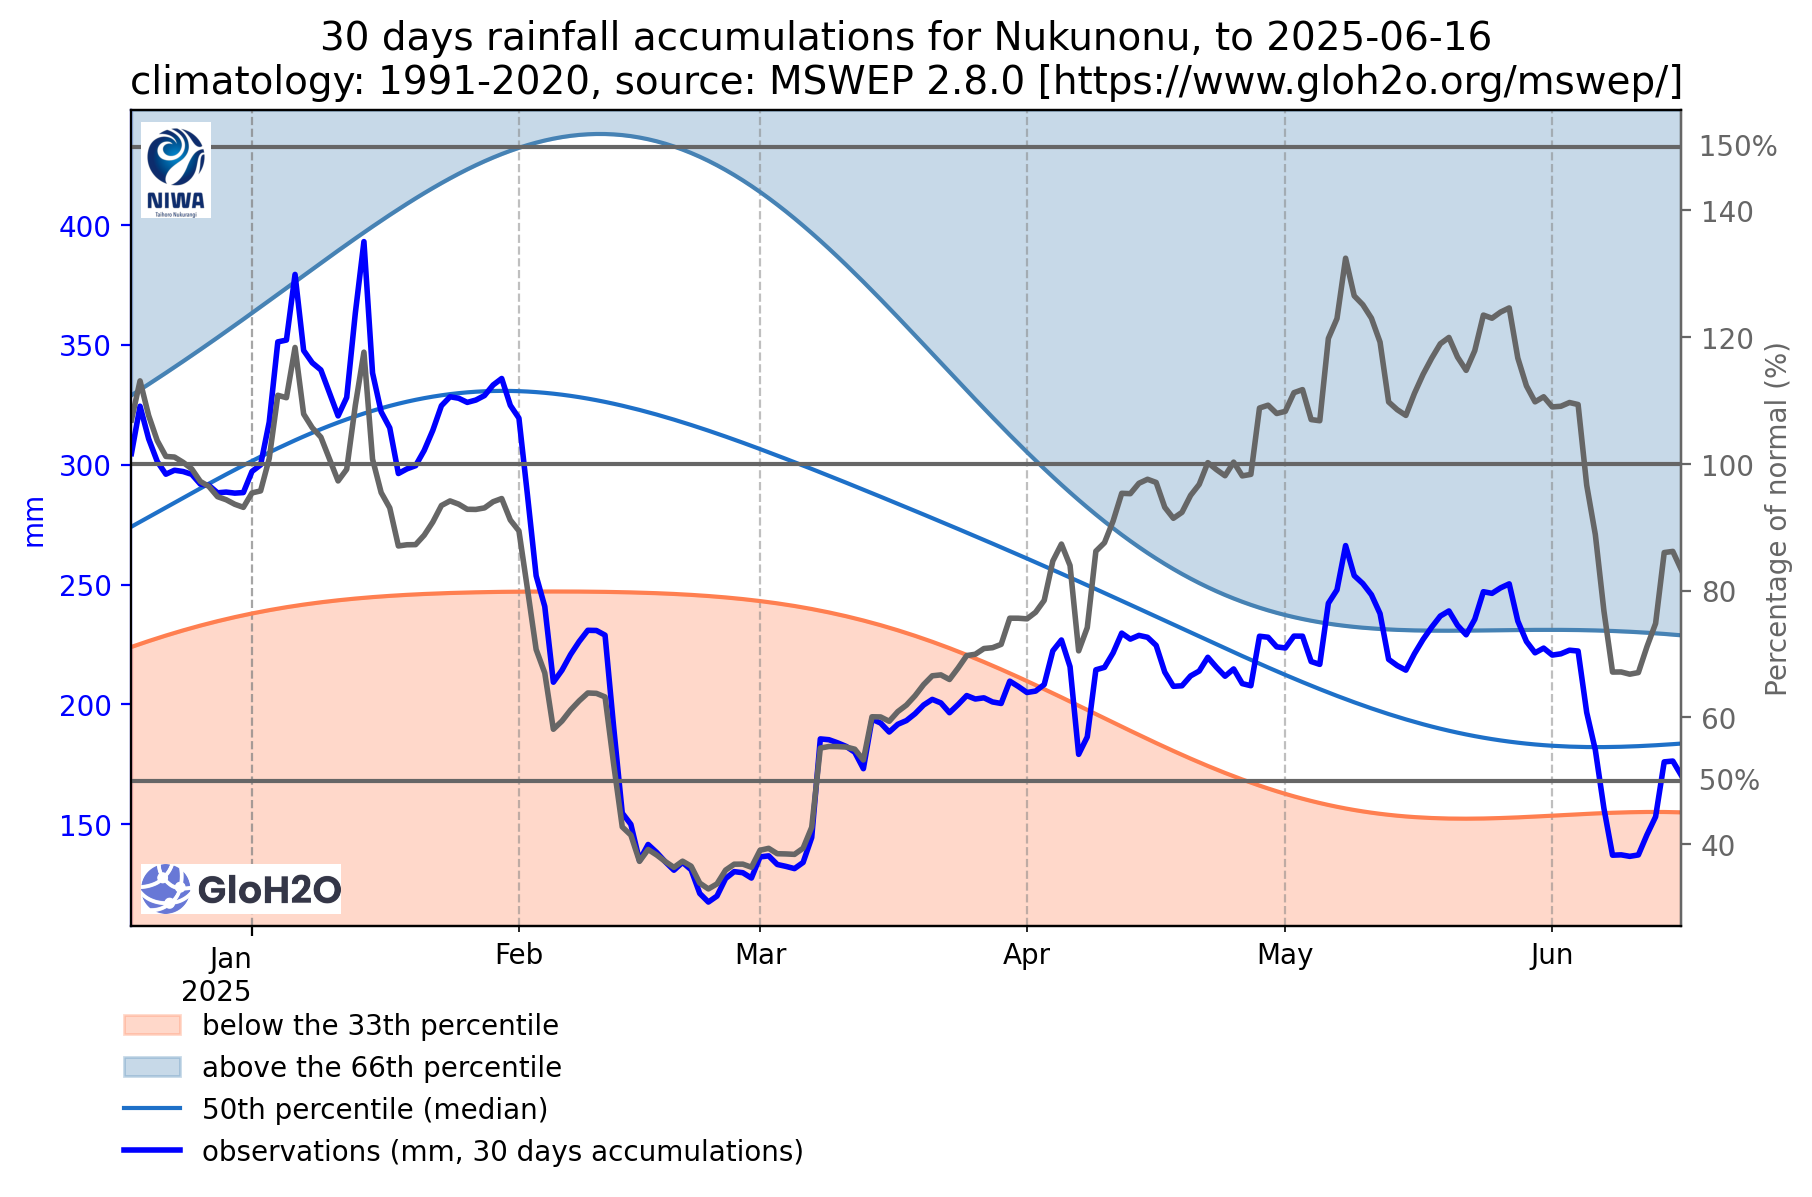 30 days rainfall accumulations for Nukunonu, to 2025-06-16
climatology: 1991-2020, source: MSWEP 2.8.0 [https://www.gloh2o.org/mswep/]
NIWA
Taihoro Nukurangi
400
350
300
250
200
150
mm
150%
140
120
100
80
60
50%
40
Percentage of normal (%)
GloH2O
Jan
2025
Feb
Mar
Apr
May
Jun
below the 33th percentile
above the 66th percentile
50th percentile (median)
observations (mm, 30 days accumulations)